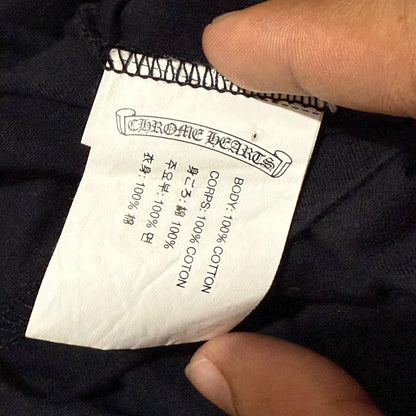 CHROME HEARTS
BODY: 100% COTTON
CORPS: 100% COTON
身ごろ: 綿 100%
주요부: 100% 면
衣身: 100% 棉